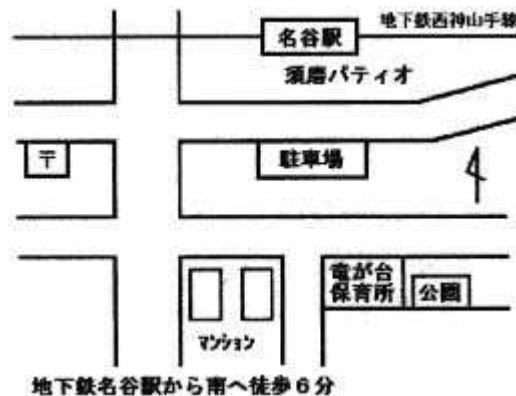 地下鉄西神山手線
名谷駅
須磨パティオ
〒
駐車場
竜が台
保育所
公園
マンション
地下鉄名谷駅から南へ徒歩6分